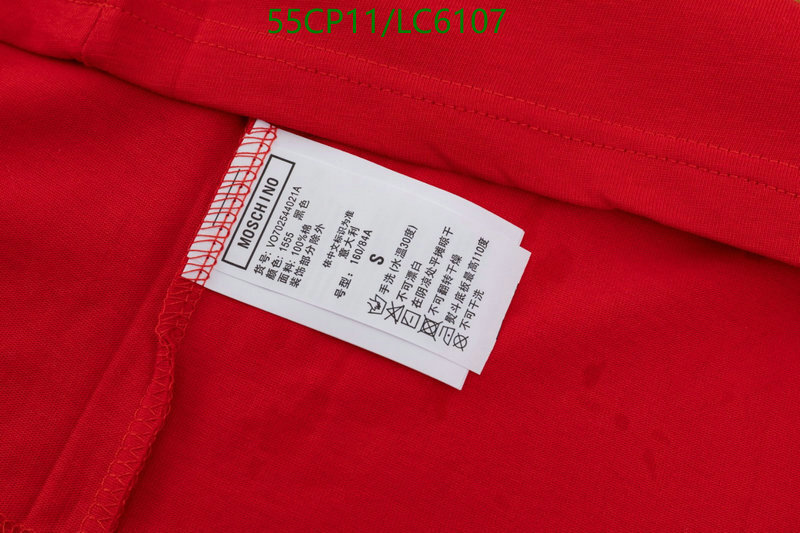 55CP11/LC6107
MOSCHINO
货号: VO702544021A
颜色: 1555 黑色
面料: 100%棉
装饰部分除外
依中文标识为准
意大利
号型: 160/84A
S
手洗(水温30度)
不可漂白
在阴凉处平摊晾干
不可翻转干燥
熨斗底板最高110度
不可干洗